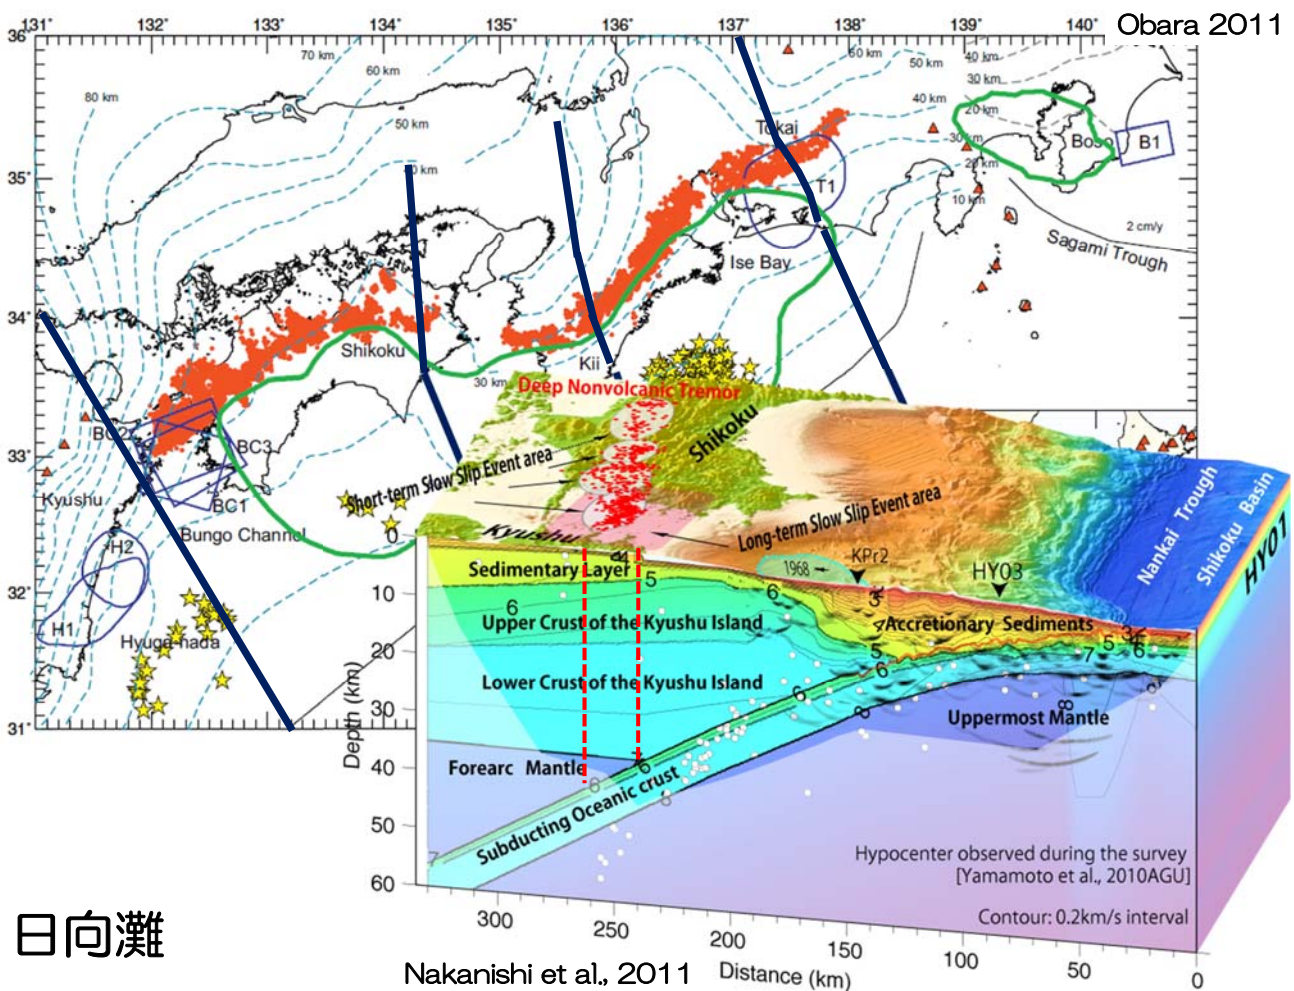 131° 132° 133° 134° 135° 136° 137° 138° 139° 140°
Obara 2011
36°
35°
34°
33°
32°
31°
70 km
60 km
80 km
50 km
60 km
50 km
40 km
40 km
30 km
20 km
30 km
20 km
10 km
30 km
Tokai
T1
Boso
B1
2 cm/y
Sagami Trough
Ise Bay
Shikoku
Kii
BC2
BC3
BC1
Kyushu
Bungo Channel
H2
H1
Hyuga-nada
Deep Nonvolcanic Tremor
Shikoku
Short-term Slow Slip Event area
Long-term Slow Slip Event area
Kyushu
Nankai Trough
Shikoku Basin
HY01
1968
KPr2
HY03
Sedimentary Layer
Upper Crust of the Kyushu Island
Accretionary Sediments
Lower Crust of the Kyushu Island
Uppermost Mantle
Forearc Mantle
Subducting Oceanic crust
Depth (km)
0
10
20
30
40
50
60
Hypocenter observed during the survey
[Yamamoto et al., 2010AGU]
Contour: 0.2km/s interval
300 250 200 150 100 50 0
Distance (km)
日向灘
Nakanishi et al., 2011